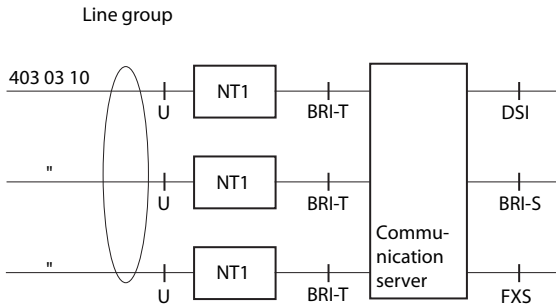 Line group
403 03 10
NT1
U
BRI-T
DSI
"
NT1
U
BRI-T
BRI-S
Commu-
nication
server
"
NT1
U
BRI-T
FXS